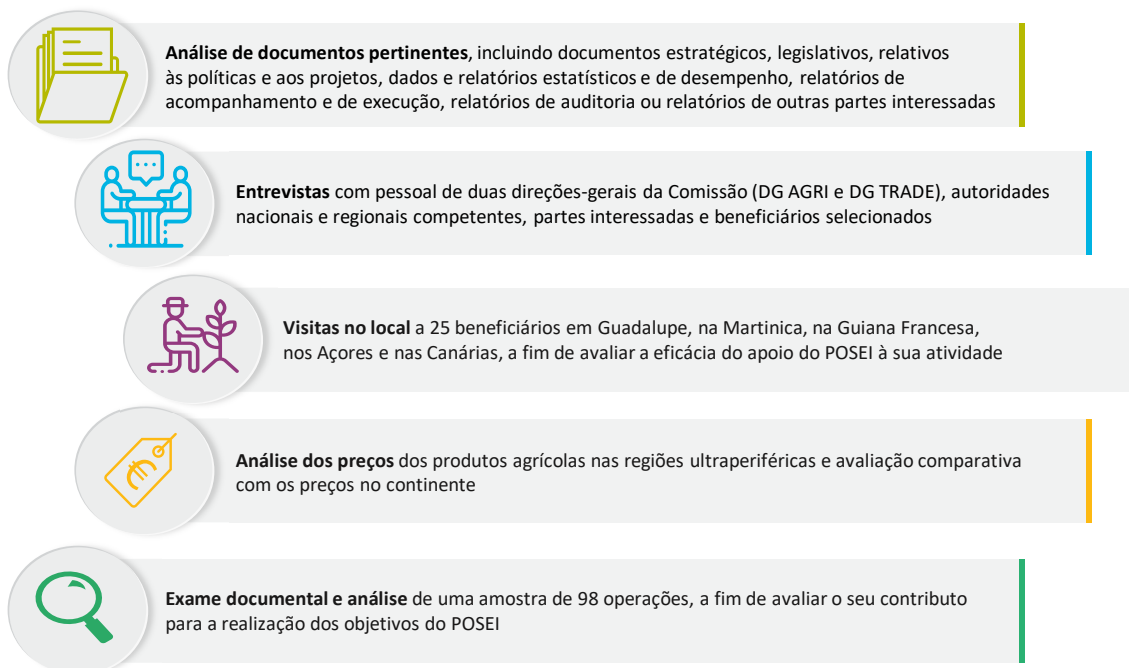 Análise de documentos pertinentes, incluindo documentos estratégicos, legislativos, relativos
às políticas e aos projetos, dados e relatórios estatísticos e de desempenho, relatórios de
acompanhamento e de execução, relatórios de auditoria ou relatórios de outras partes interessadas
Entrevistas com pessoal de duas direções-gerais da Comissão (DG AGRI e DG TRADE), autoridades
nacionais e regionais competentes, partes interessadas e beneficiários selecionados
Visitas no local a 25 beneficiários em Guadalupe, na Martinica, na Guiana Francesa,
nos Açores e nas Canárias, a fim de avaliar a eficácia do apoio do POSEI à sua atividade
Análise dos preços dos produtos agrícolas nas regiões ultraperiféricas e avaliação comparativa
com os preços no continente
Exame documental e análise de uma amostra de 98 operações, a fim de avaliar o seu contributo
para a realização dos objetivos do POSEI